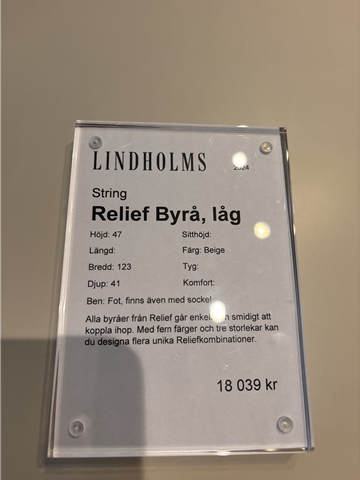 LINDHOLMS
2024
String
Relief Byrå, låg
Höjd: 47 Sitthöjd:
Längd: Färg: Beige
Bredd: 123 Tyg:
Djup: 41 Komfort:
Ben: Fot, finns även med sockel
Alla byråer från Relief går enkelt smidigt att
koppla ihop. Med fern färger och tre storlekar kan
du designa flera unika Reliefkombinationer.
18 039 kr